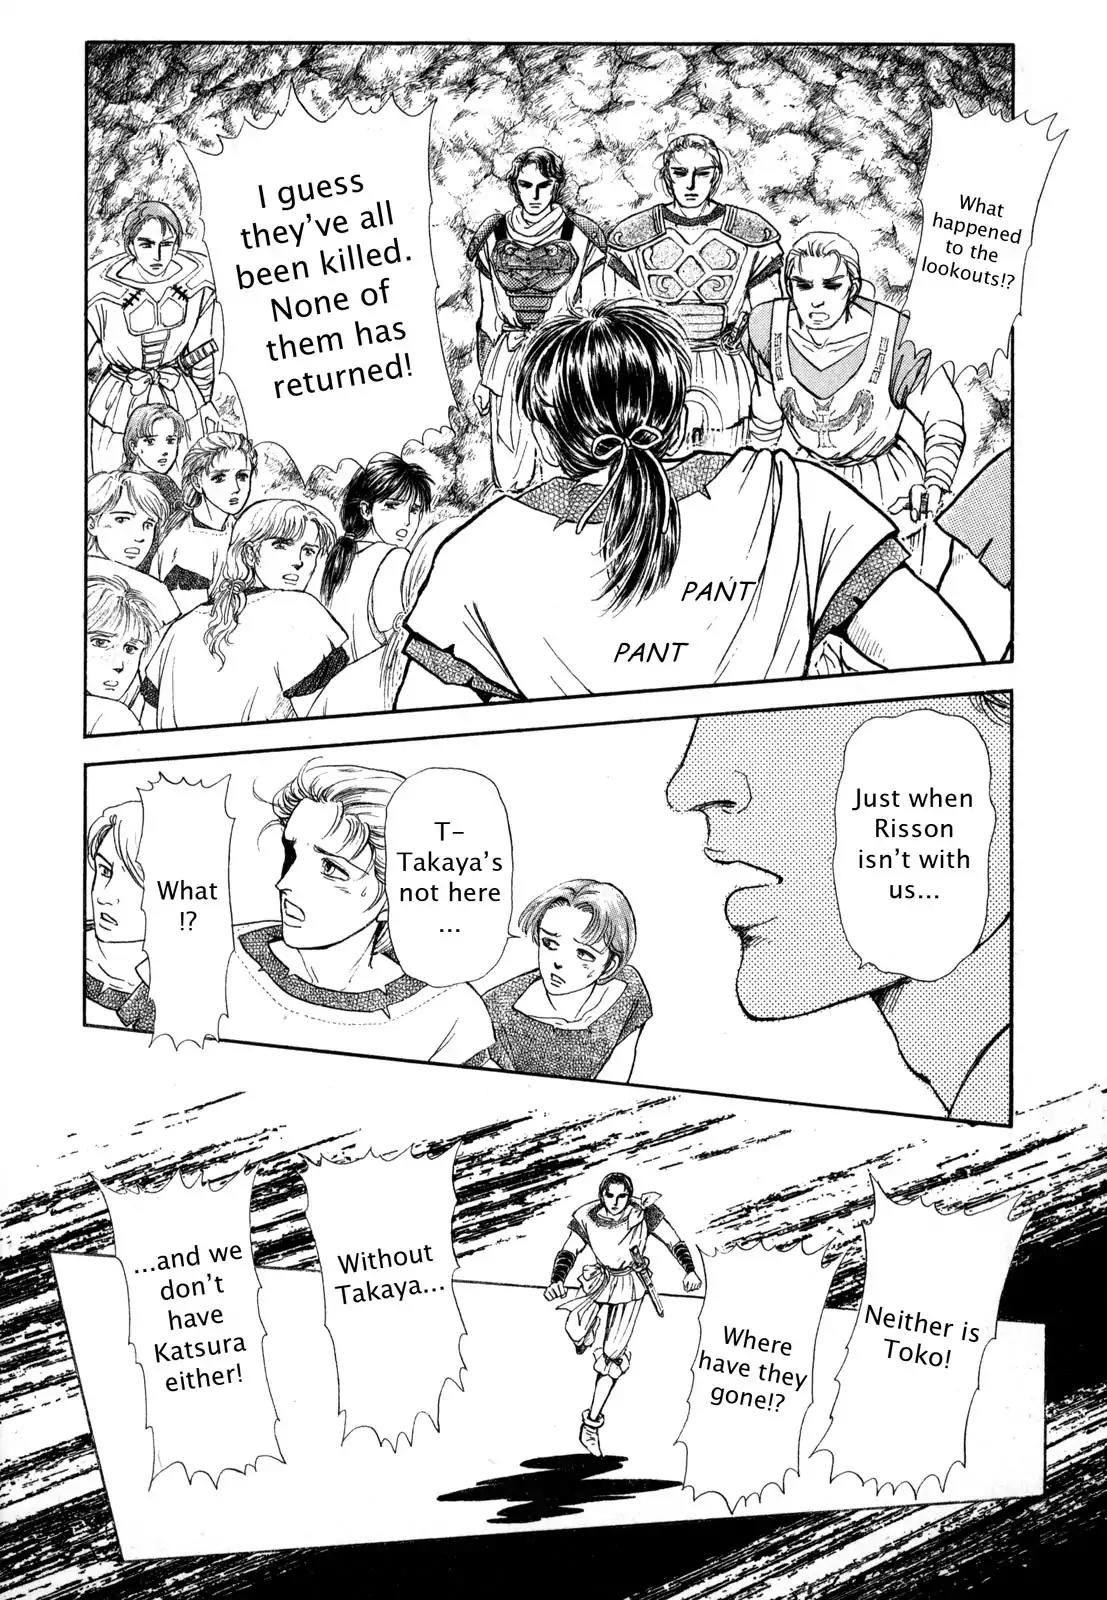 What
happened
to the
lookouts!?
I guess
they've all
been killed.
None of
them has
returned!
PANT
PANT
Just when
Risson
isn't with
us...
T-
Takaya's
not here
...
What
!?
Neither is
Toko!
Where
have they
gone!?
Without
Takaya...
...and we
don't
have
Katsura
either!